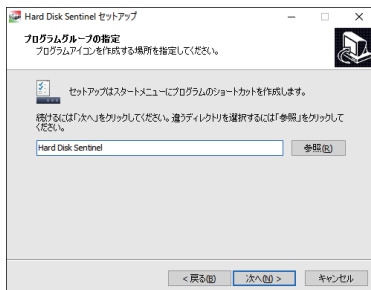 Hard Disk Sentinel セットアップ
プログラムグループの指定
プログラムアイコンを作成する場所を指定してください。
セットアップはスタートメニューにプログラムのショートカットを作成します。
続けるには「次へ」をクリックしてください。違うディレクトリを選択するには「参照」をクリックして
ください。
Hard Disk Sentinel
参照(R)
< 戻る(B)
次へ(N) >
キャンセル